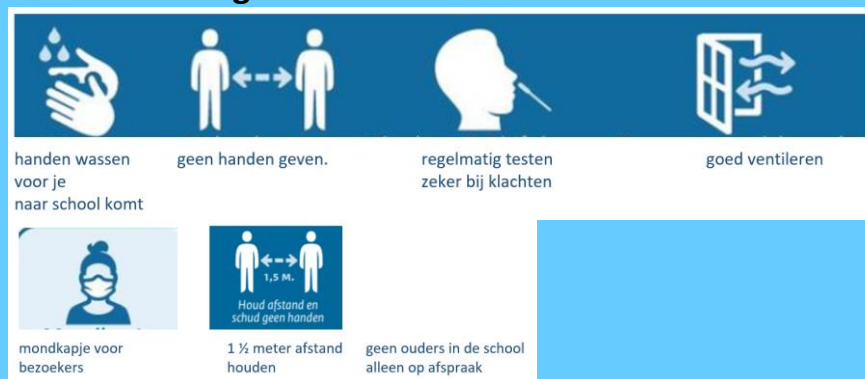 handen wassen
voor je
naar school komt
geen handen geven.
regelmatig testen
zeker bij klachten
goed ventileren
1,5 M.
Houd afstand en
schud geen handen
mondkapje voor
bezoekers
1 ½ meter afstand
houden
geen ouders in de school
alleen op afspraak